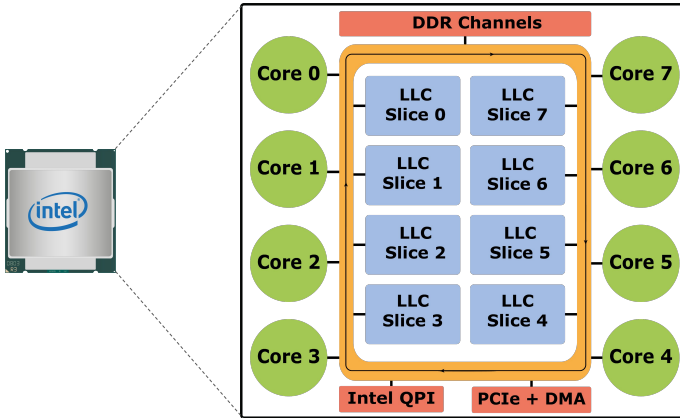 DDR Channels
Core 0
Core 7
LLC
Slice 0
LLC
Slice 7
Core 1
Core 6
LLC
Slice 1
LLC
Slice 6
intel
Core 2
Core 5
LLC
Slice 2
LLC
Slice 5
Core 3
Core 4
LLC
Slice 3
LLC
Slice 4
Intel QPI
PCIe + DMA